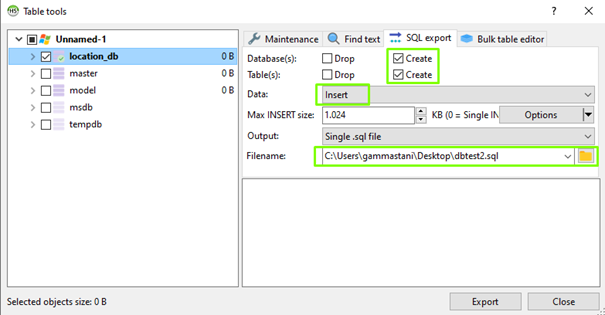 Table tools
?
Unnamed-1
location_db 0 B
master 0 B
model 0 B
msdb
tempdb
Maintenance Find text SQL export Bulk table editor
Database(s): Drop Create
Table(s): Drop Create
Data: Insert
Max INSERT size: 1.024 KB (0 = Single IN Options
Output: Single .sql file
Filename: C:\Users\gammastani\Desktop\dbtest2.sql
Selected objects size: 0 B Export Close